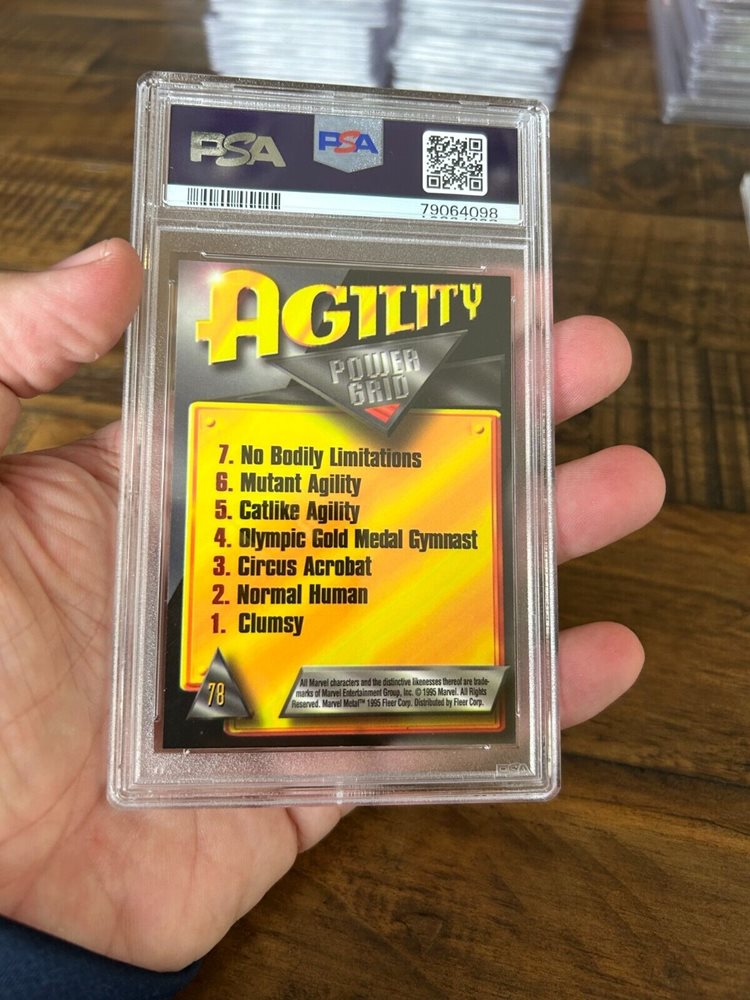 PSA PSA
79064098
AGILITY
POWER
GRID
7. No Bodily Limitations
6. Mutant Agility
5. Catlike Agility
4. Olympic Gold Medal Gymnast
3. Circus Acrobat
2. Normal Human
1. Clumsy
78
All Marvel characters and the distinctive likenesses thereof are trade-
marks of Marvel Entertainment Group, Inc. © 1995 Marvel. All Rights
Reserved. Marvel Metal™ 1995 Fleer Corp. Distributed by Fleer Corp.
PSA